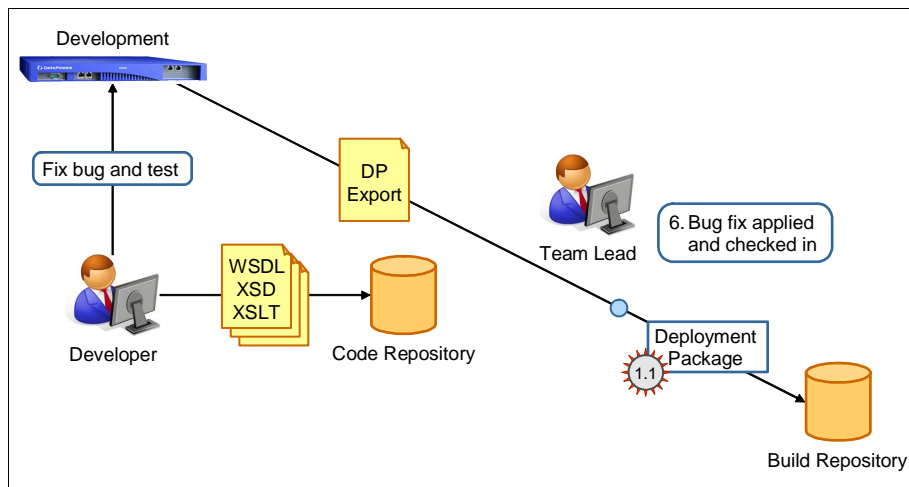 Development
DATAPOWER
Fix bug and test
DP
Export
Team Lead
6. Bug fix applied
and checked in
WSDL
XSD
XSLT
Developer
Code Repository
Deployment
Package
1.1
Build Repository